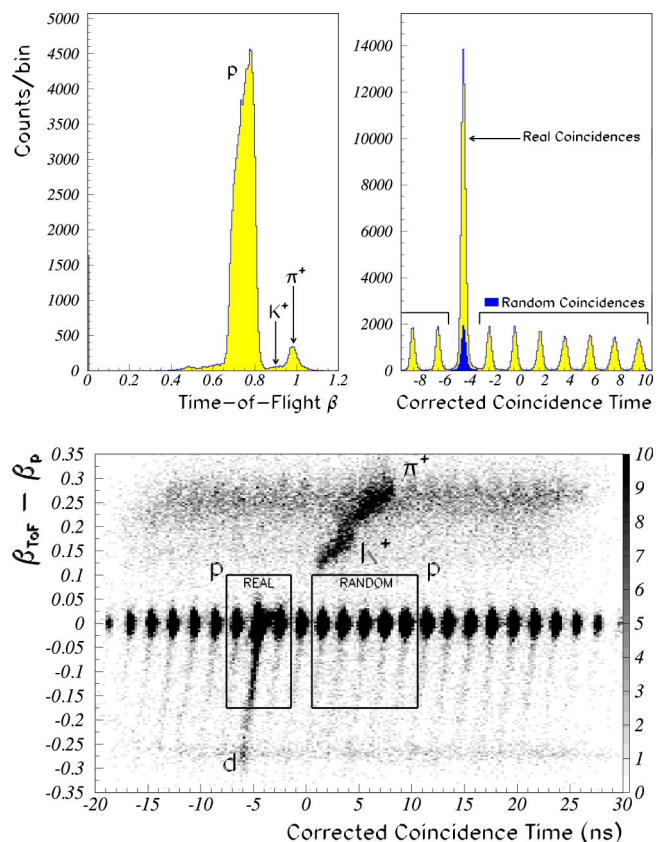 5000
4500
4000
3500
3000
2500
2000
1500
1000
500
0
Counts/bin
p
K+
π+
0 0.2 0.4 0.6 0.8 1 1.2
Time-of-Flight β
14000
12000
10000
8000
6000
4000
2000
0
Real Coincidences
Random Coincidences
-8 -6 -4 -2 0 2 4 6 8 10
Corrected Coincidence Time
βToF - βp
0.35
0.3
0.25
0.2
0.15
0.1
0.05
0
-0.05
-0.1
-0.15
-0.2
-0.25
-0.3
-0.35
π+
K+
p REAL RANDOM p
d
-20 -15 -10 -5 0 5 10 15 20 25 30
Corrected Coincidence Time (ns)
10
9
8
7
6
5
4
3
2
1
0